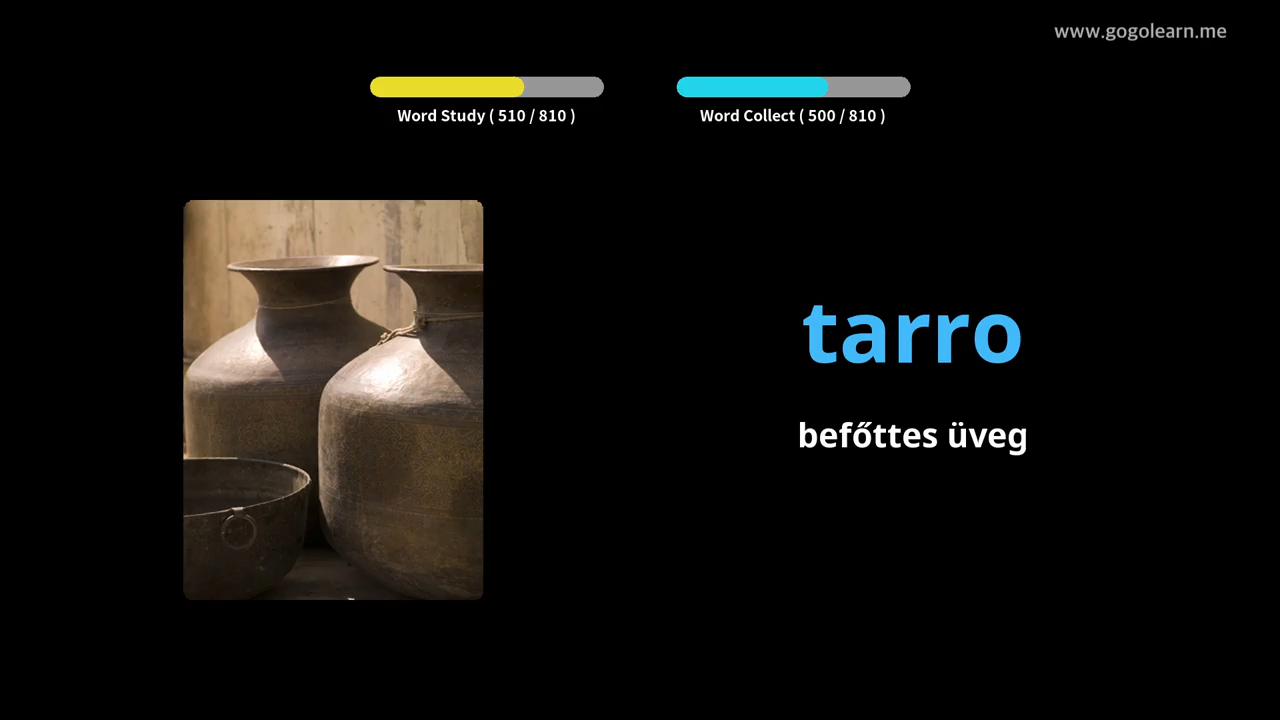 www.gogolearn.me
Word Study ( 510 / 810 )
Word Collect ( 500 / 810 )
tarro
befőttes üveg